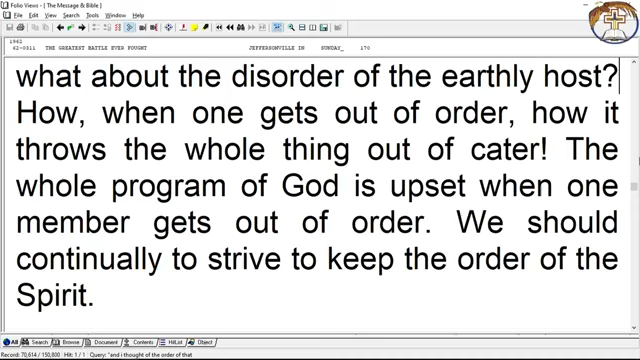 Folio Views - [The Message & Bible]
File Edit View Search Layout Tools Window Help
1962
62-0311 THE GREATEST BATTLE EVER FOUGHT JEFFERSONVILLE IN SUNDAY_ 170
what about the disorder of the earthly host?
How, when one gets out of order, how it
throws the whole thing out of cater! The
whole program of God is upset when one
member gets out of order. We should
continually to strive to keep the order of the
Spirit.
All Search Browse Document Contents HitList Object
Record: 70,614 / 150,800 Hit: 1 / 1 Query: "and i thought of the order of that